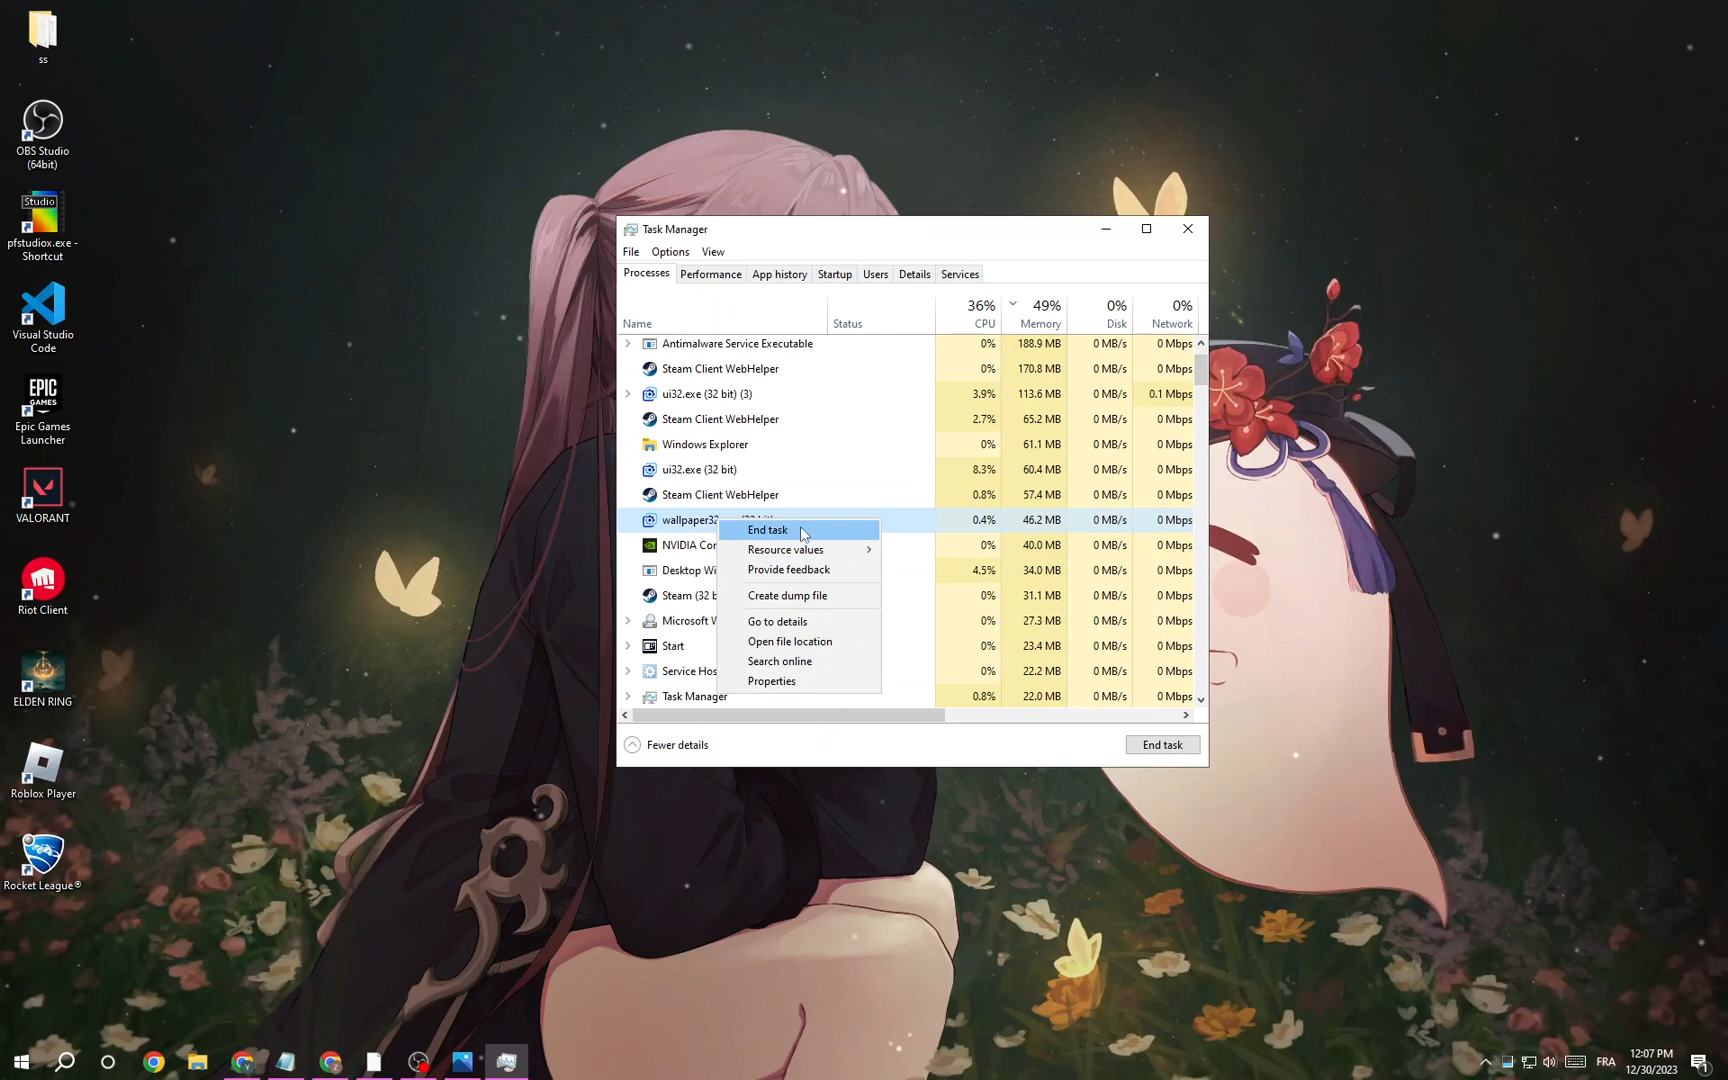 ss
OBS Studio
(64bit)
Studio
pfstudiox.exe -
Shortcut
Visual Studio
Code
EPIC
GAMES
Epic Games
Launcher
VALORANT
Riot Client
ELDEN RING
Roblox Player
Rocket League®
Task Manager
File Options View
Processes Performance App history Startup Users Details Services
36% 49% 0% 0%
Name Status CPU Memory Disk Network
Antimalware Service Executable 0% 188.9 MB 0 MB/s 0 Mbps
Steam Client WebHelper 0% 170.8 MB 0 MB/s 0 Mbps
ui32.exe (32 bit) (3) 3.9% 113.6 MB 0 MB/s 0.1 Mbps
Steam Client WebHelper 2.7% 65.2 MB 0 MB/s 0 Mbps
Windows Explorer 0% 61.1 MB 0 MB/s 0 Mbps
ui32.exe (32 bit) 8.3% 60.4 MB 0 MB/s 0 Mbps
Steam Client WebHelper 0.8% 57.4 MB 0 MB/s 0 Mbps
wallpaper32 0.4% 46.2 MB 0 MB/s 0 Mbps
NVIDIA Cor 0% 40.0 MB 0 MB/s 0 Mbps
Desktop Wi 4.5% 34.0 MB 0 MB/s 0 Mbps
Steam (32 b 0% 31.1 MB 0 MB/s 0 Mbps
Microsoft W 0% 27.3 MB 0 MB/s 0 Mbps
Start 0% 23.4 MB 0 MB/s 0 Mbps
Service Hos 0% 22.2 MB 0 MB/s 0 Mbps
Task Manager 0.8% 22.0 MB 0 MB/s 0 Mbps
End task
Resource values
Provide feedback
Create dump file
Go to details
Open file location
Search online
Properties
Fewer details End task
FRA
12:07 PM
12/30/2023
1